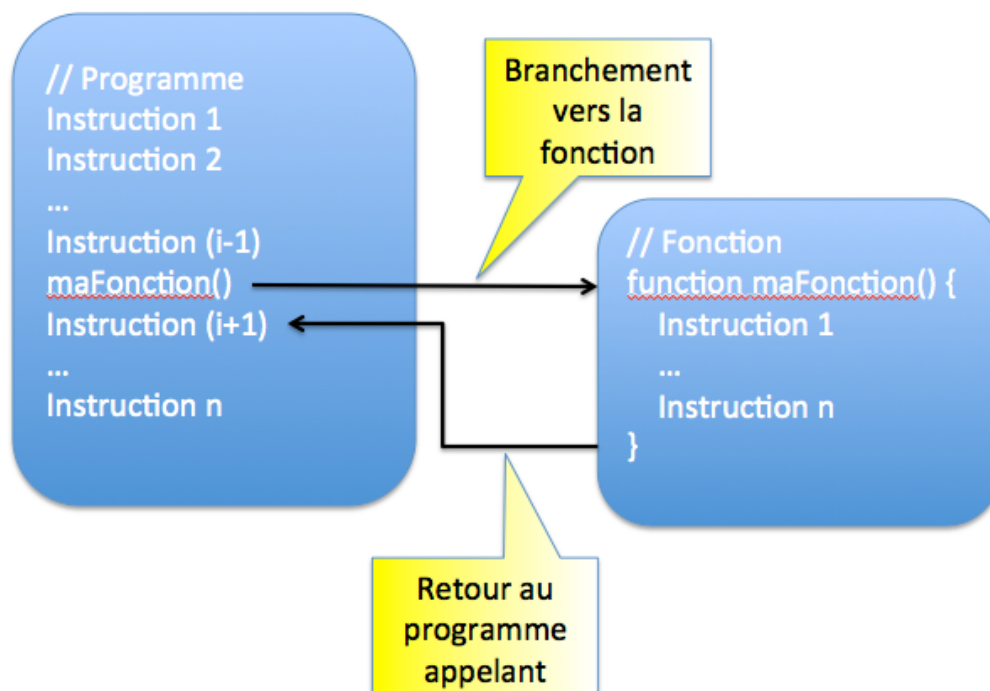 // Programme
Instruction 1
Instruction 2
...
Instruction (i-1)
maFonction()
Instruction (i+1)
...
Instruction n
Branchement
vers la
fonction
// Fonction
function maFonction() {
Instruction 1
...
Instruction n
}
Retour au
programme
appelant